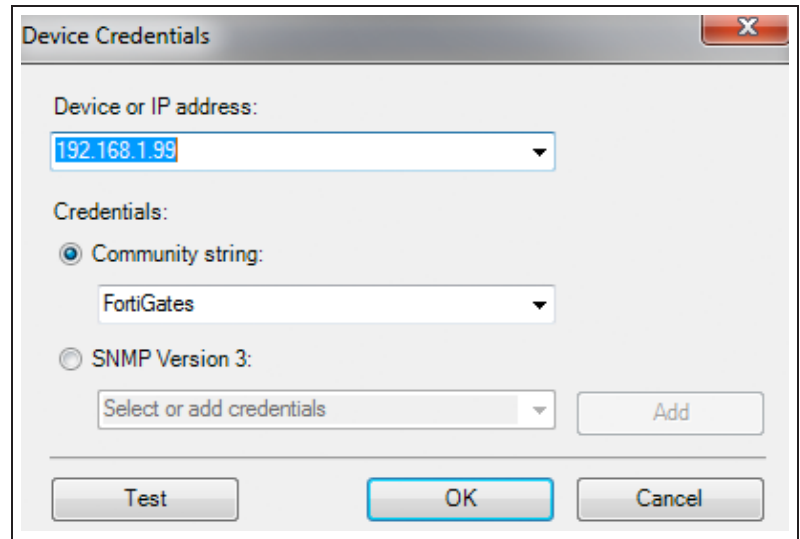 Device Credentials
X
Device or IP address:
192.168.1.99
Credentials:
Community string:
FortiGates
SNMP Version 3:
Select or add credentials
Add
Test
OK
Cancel